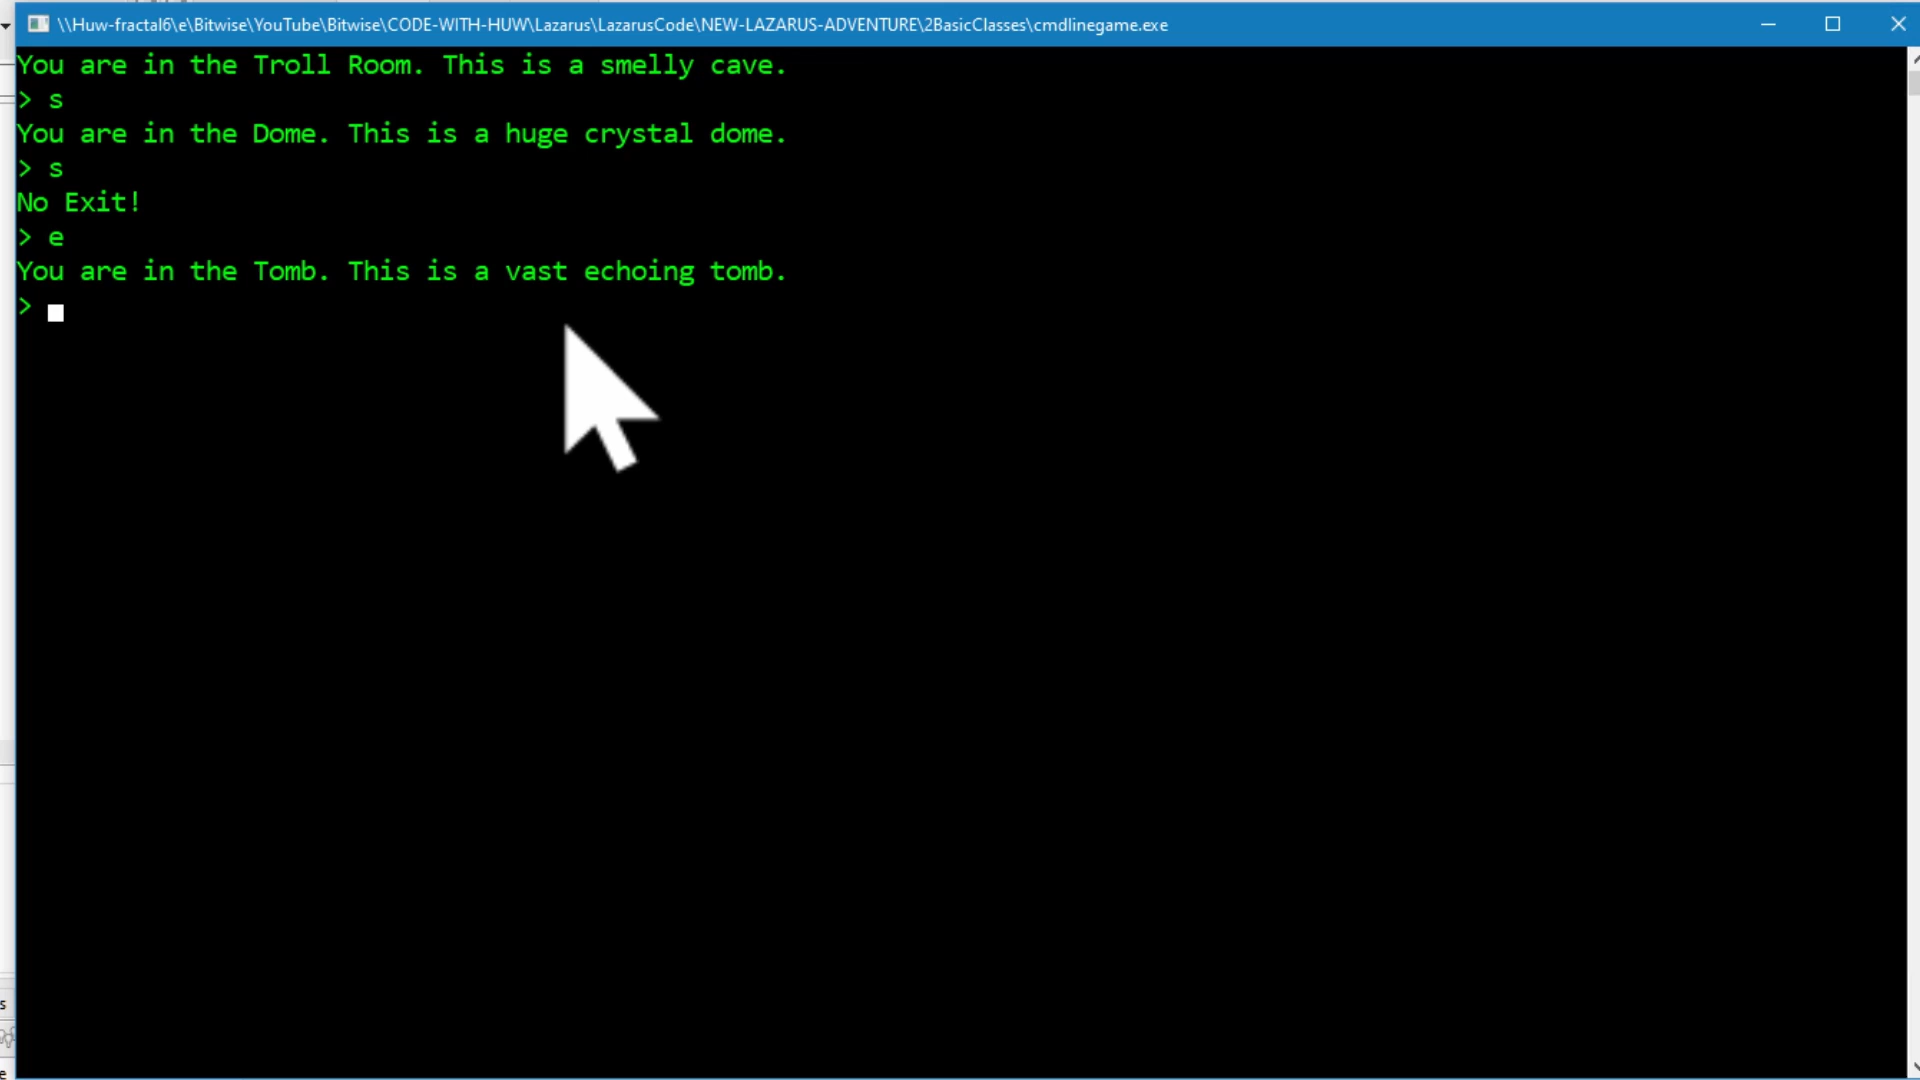 \\Huw-fractal6\e\Bitwise\YouTube\Bitwise\CODE-WITH-HUW\Lazarus\LazarusCode\NEW-LAZARUS-ADVENTURE\2BasicClasses\cmdlinegame.exe
You are in the Troll Room. This is a smelly cave.
> s
You are in the Dome. This is a huge crystal dome.
> s
No Exit!
> e
You are in the Tomb. This is a vast echoing tomb.
>
s
e